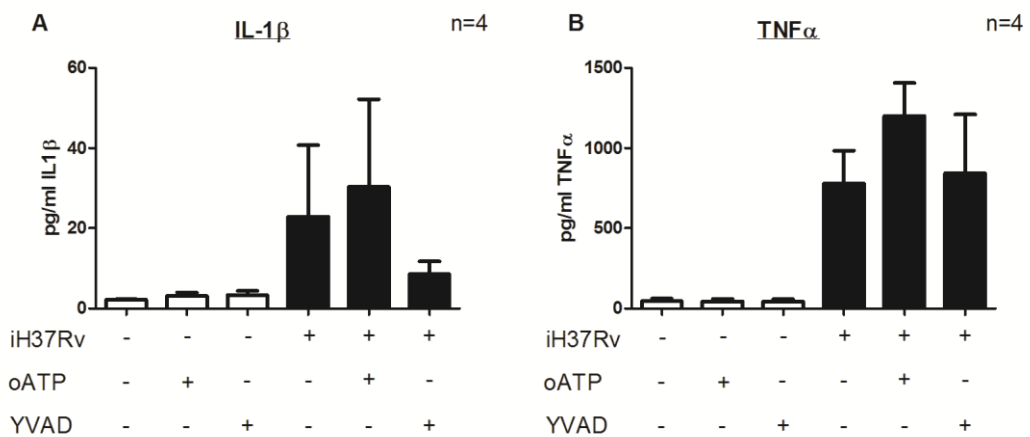 A IL-1β n=4
60
40
20
0
pg/ml IL1β
iH37Rv - - - + + +
oATP - + - - + -
YVAD - - + - - +
B TNFα n=4
1500
1000
500
0
pg/ml TNFα
iH37Rv - - - + + +
oATP - + - - + -
YVAD - - + - - +